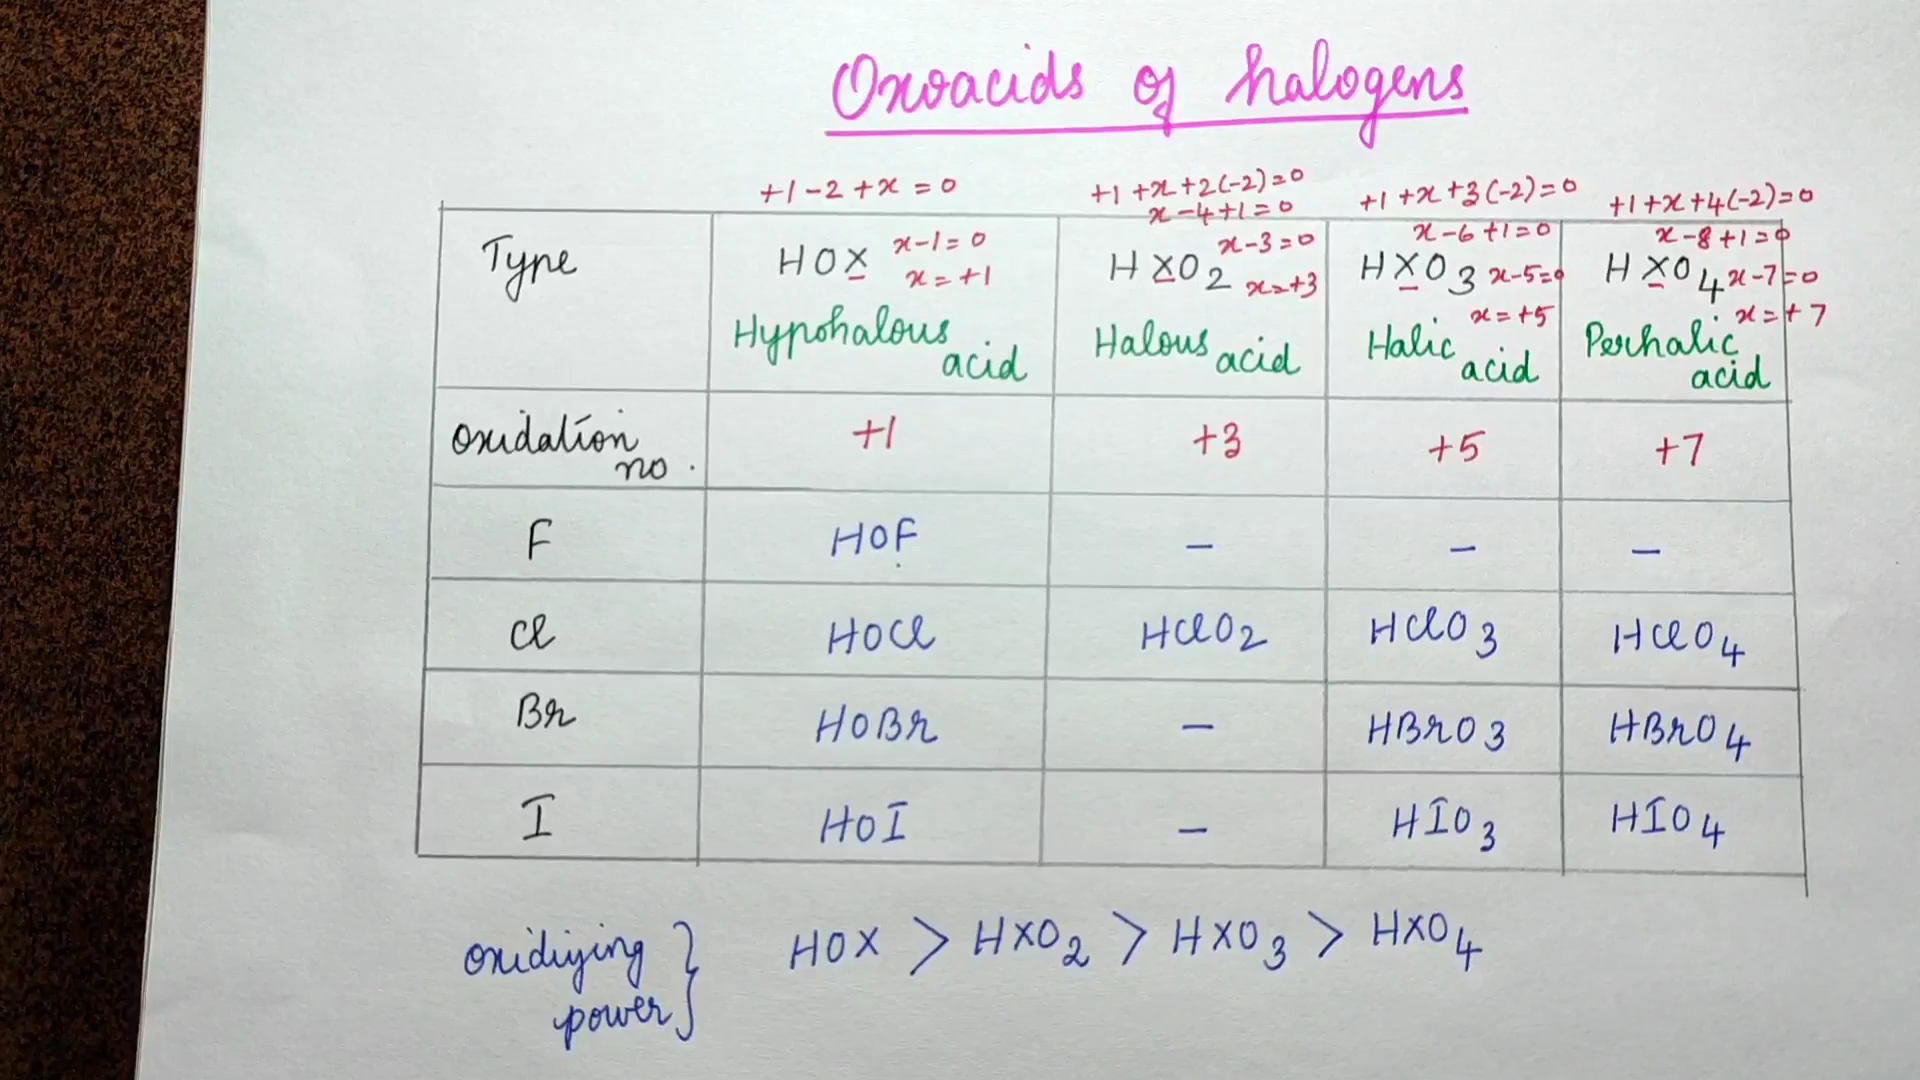 Oxoacids of halogens
+1-2+x=0
+1+x+2(-2)=0
x-4+1=0
+1+x+3(-2)=0
+1+x+4(-2)=0
Type
HOX x-1=0
x=+1
Hypohalous acid
HXO2 x-3=0
x=+3
Halous acid
x-6+1=0
HXO3 x-5=0
x=+5
Halic acid
x-8+1=0
HXO4 x-7=0
x=+7
Perhalic acid
Oxidation no. +1 +3 +5 +7
F HOF - - -
Cl HOCl HClO2 HClO3 HClO4
Br HOBr - HBrO3 HBrO4
I HOI - HIO3 HIO4
oxidiying power} HOX > HXO2 > HXO3 > HXO4